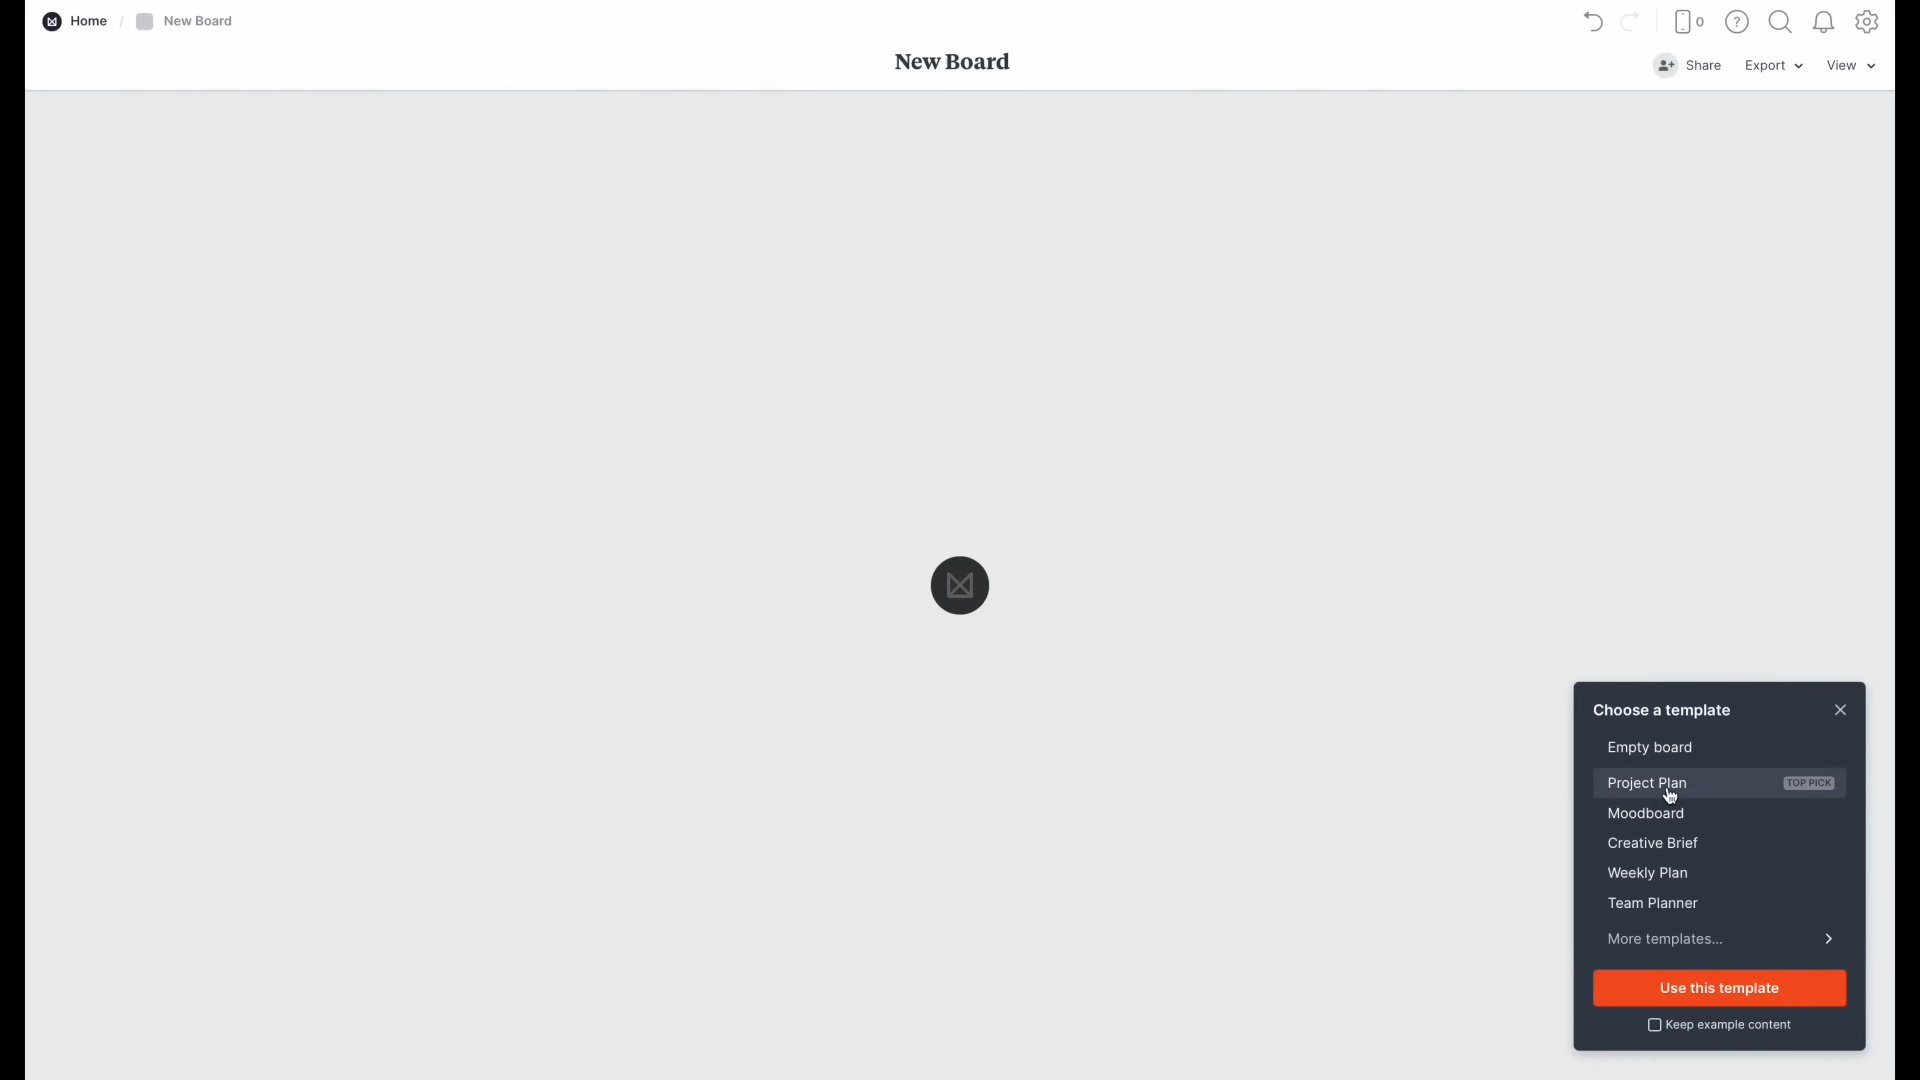 Home / New Board
0
New Board
Share Export View
Choose a template
Empty board
Project Plan TOP PICK
Moodboard
Creative Brief
Weekly Plan
Team Planner
More templates...
Use this template
Keep example content